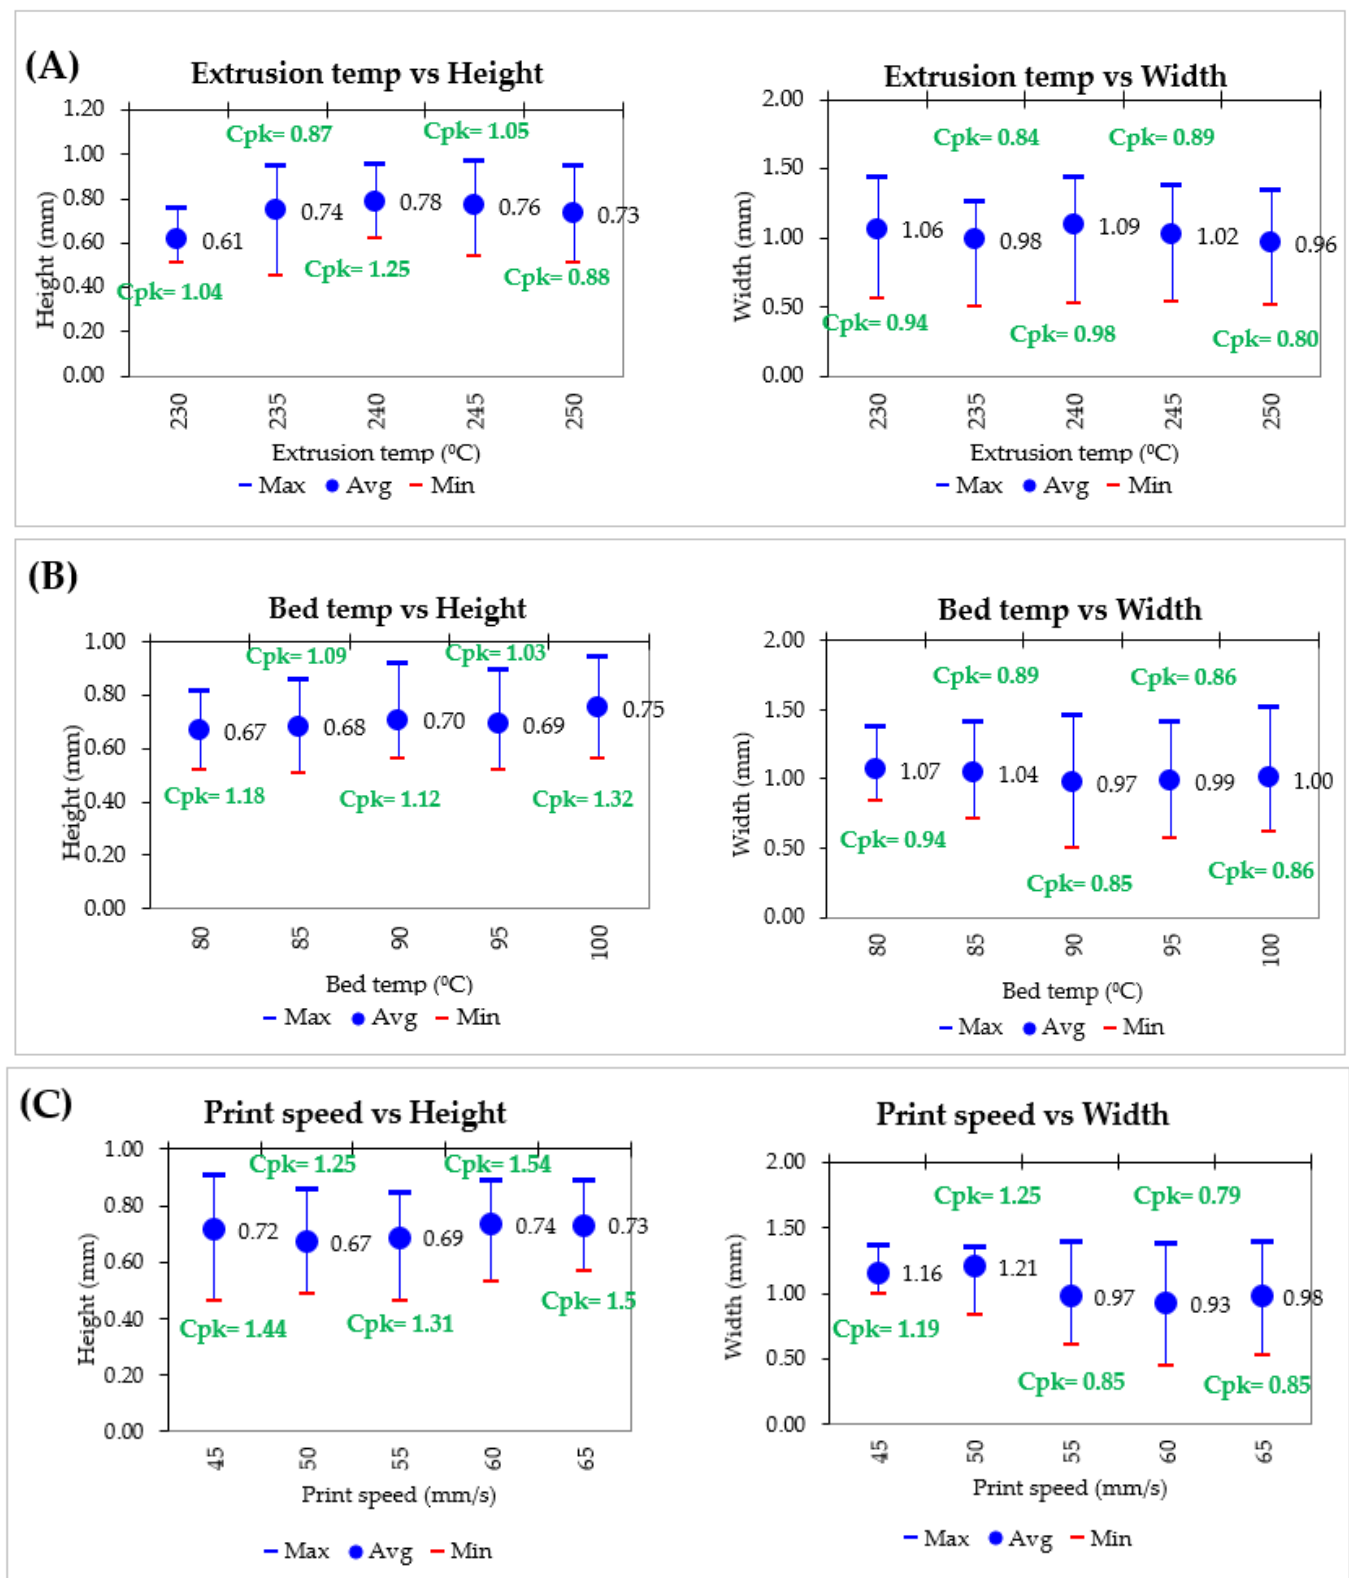 (A)
Extrusion temp vs Height
1.20
1.00
0.80
0.60
0.40
0.20
0.00
Height (mm)
Cpk= 0.87
Cpk= 1.05
0.61
0.74
0.78
0.76
0.73
Cpk= 1.04
Cpk= 1.25
Cpk= 0.88
230
235
240
245
250
Extrusion temp (⁰C)
Max Avg Min
Extrusion temp vs Width
2.00
1.50
1.00
0.50
0.00
Width (mm)
Cpk= 0.84
Cpk= 0.89
1.06
0.98
1.09
1.02
0.96
Cpk= 0.94
Cpk= 0.98
Cpk= 0.80
230
235
240
245
250
Extrusion temp (⁰C)
Max Avg Min
(B)
Bed temp vs Height
1.00
0.80
0.60
0.40
0.20
0.00
Height (mm)
Cpk= 1.09
Cpk= 1.03
0.67
0.68
0.70
0.69
0.75
Cpk= 1.18
Cpk= 1.12
Cpk= 1.32
80
85
90
95
100
Bed temp (⁰C)
Max Avg Min
Bed temp vs Width
2.00
1.50
1.00
0.50
0.00
Width (mm)
Cpk= 0.89
Cpk= 0.86
1.07
1.04
0.97
0.99
1.00
Cpk= 0.94
Cpk= 0.85
Cpk= 0.86
80
85
90
95
100
Bed temp (⁰C)
Max Avg Min
(C)
Print speed vs Height
1.00
0.80
0.60
0.40
0.20
0.00
Height (mm)
Cpk= 1.25
Cpk= 1.54
0.72
0.67
0.69
0.74
0.73
Cpk= 1.44
Cpk= 1.31
Cpk= 1.5
45
50
55
60
65
Print speed (mm/s)
Max Avg Min
Print speed vs Width
2.00
1.50
1.00
0.50
0.00
Width (mm)
Cpk= 1.25
Cpk= 0.79
1.16
1.21
0.97
0.93
0.98
Cpk= 1.19
Cpk= 0.85
Cpk= 0.85
45
50
55
60
65
Print speed (mm/s)
Max Avg Min